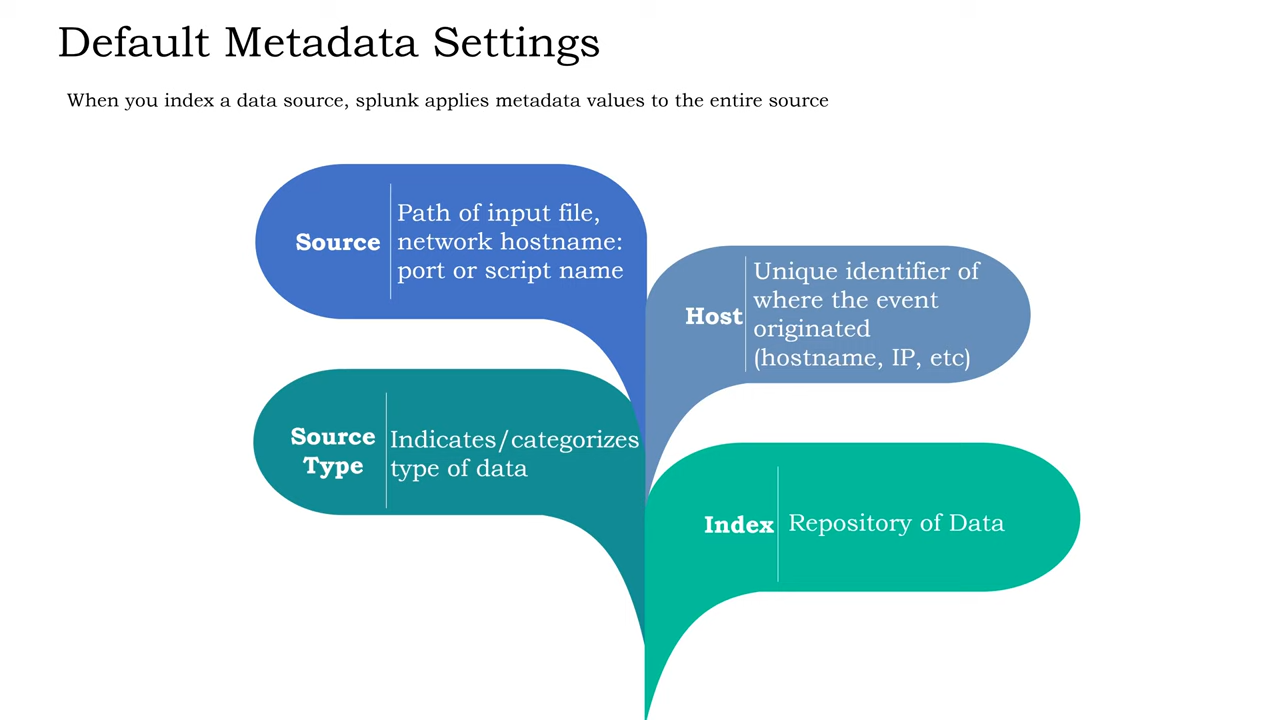 Default Metadata Settings
When you index a data source, splunk applies metadata values to the entire source
Source
Path of input file,
network hostname:
port or script name
Host
Unique identifier of
where the event
originated
(hostname, IP, etc)
Source
Type
Indicates/categorizes
type of data
Index
Repository of Data